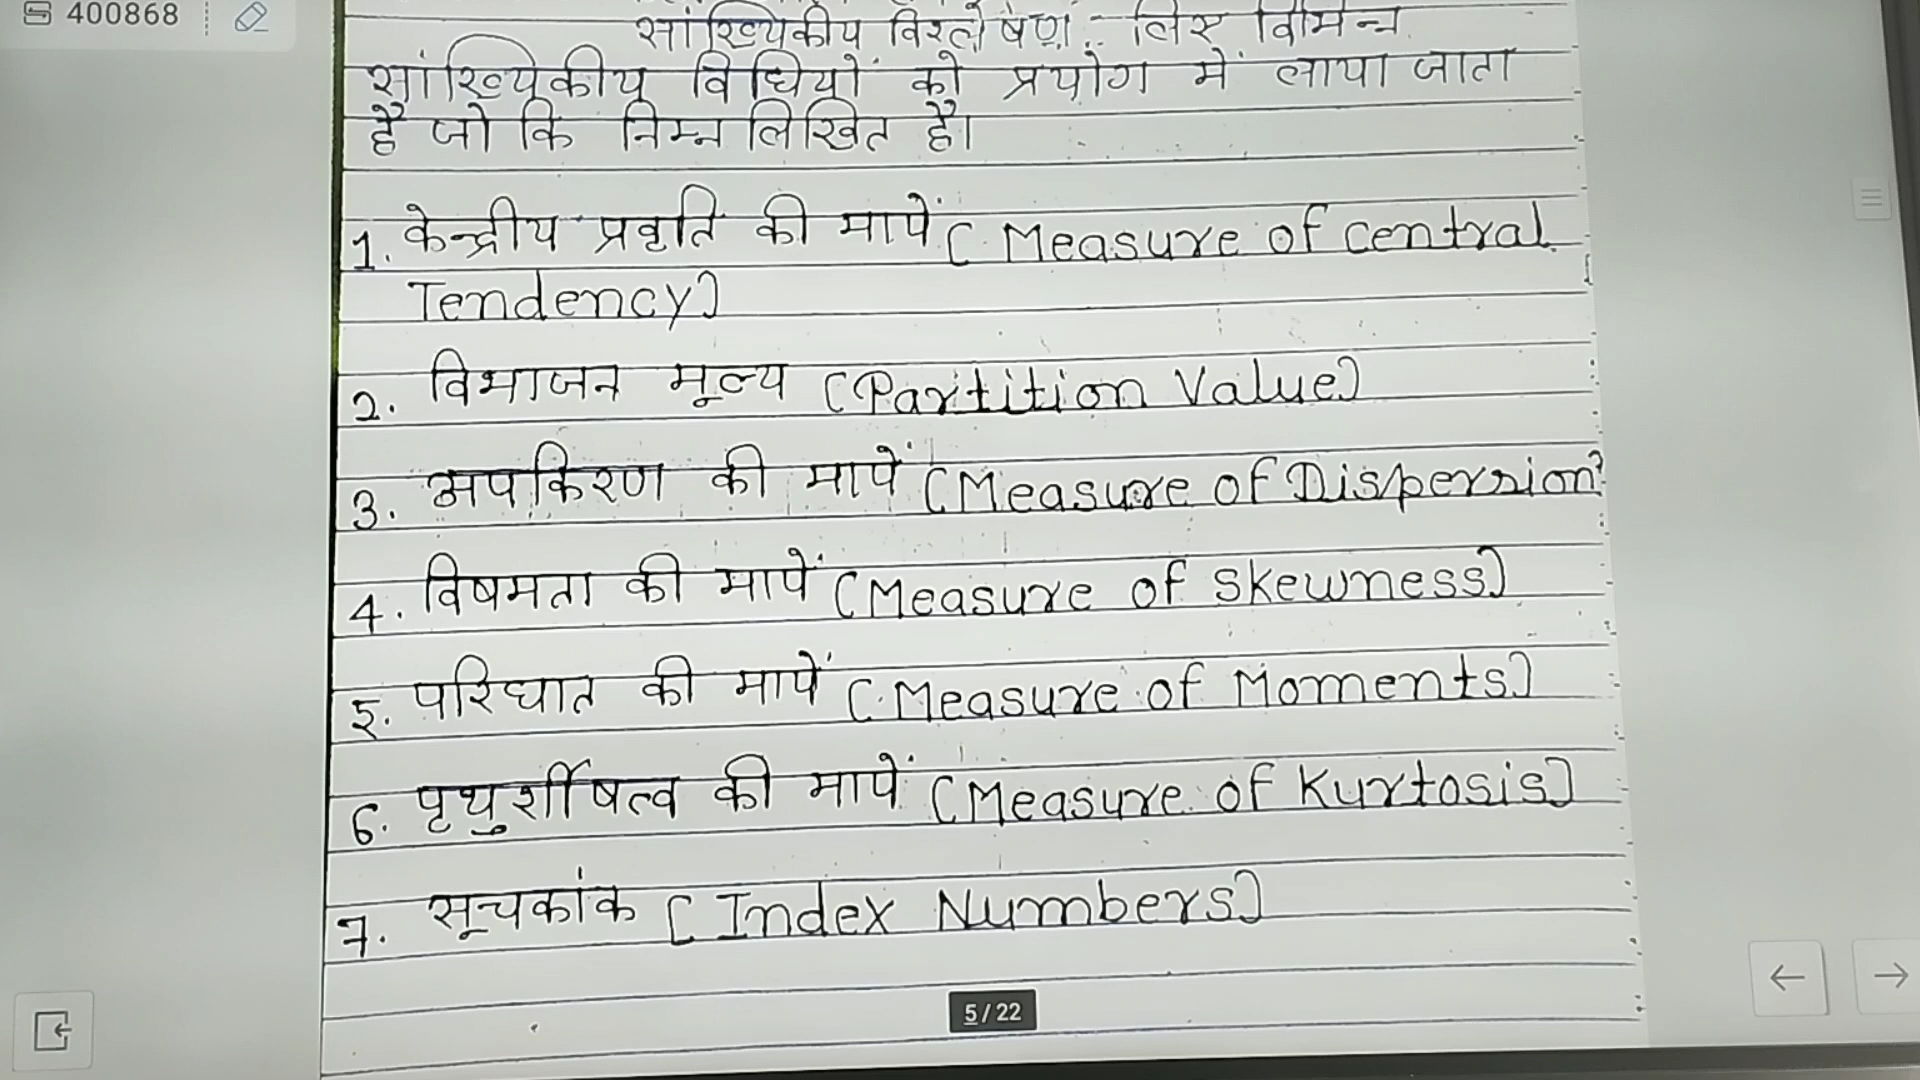 400868
सांख्यिकीय विश्लेषण लिए विभिन्न
सांख्यिकीय विधियों को प्रयोग में लाया जाता
है जो कि निम्नलिखित है।
1. केन्द्रीय प्रवृति की मापें ( Measure of central
Tendency)
2. विभाजन मूल्य (Partition Value)
3. अपकिरण की मापें (Measure of Dispersion)
4. विषमता की मापें (Measure of Skewness)
5. परिघात की मापें (Measure of Moments)
6. पृथुर्शीषत्व की मापें (Measure of Kurtosis)
7. सूचकांक ( Index Numbers)
5/22